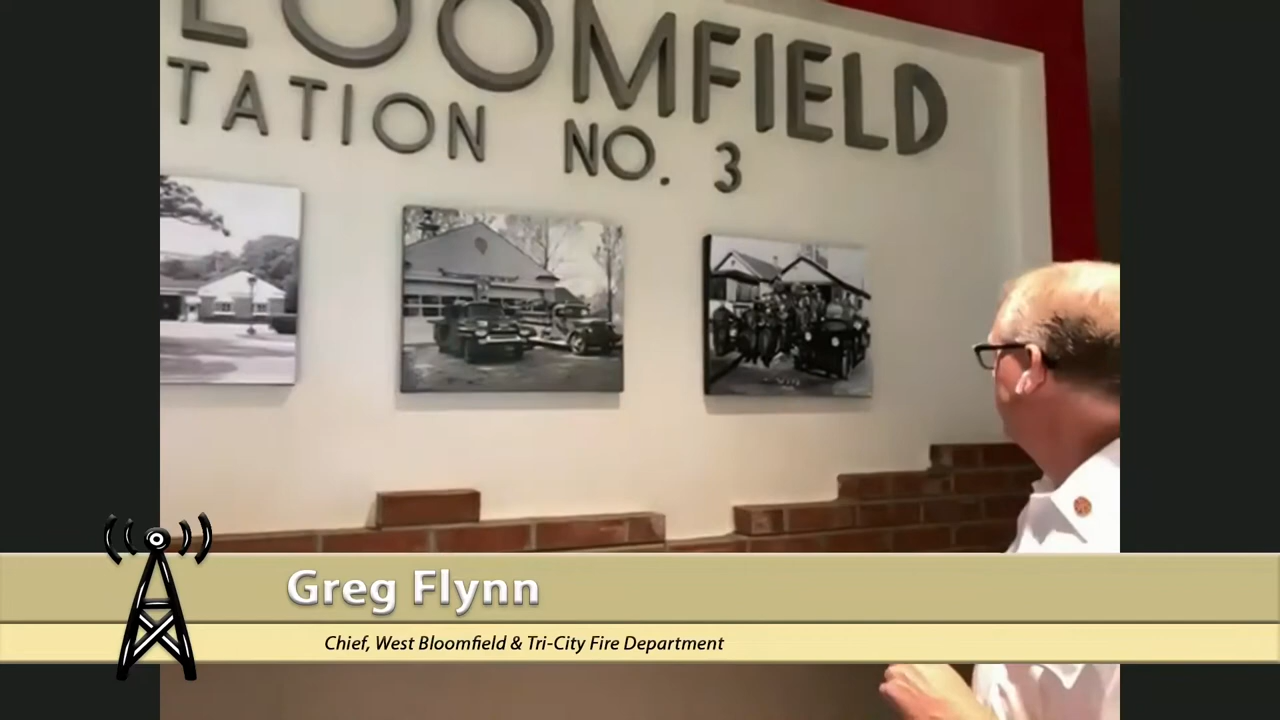 LOOMFIELD
TATION NO. 3
Greg Flynn
Chief, West Bloomfield & Tri-City Fire Department